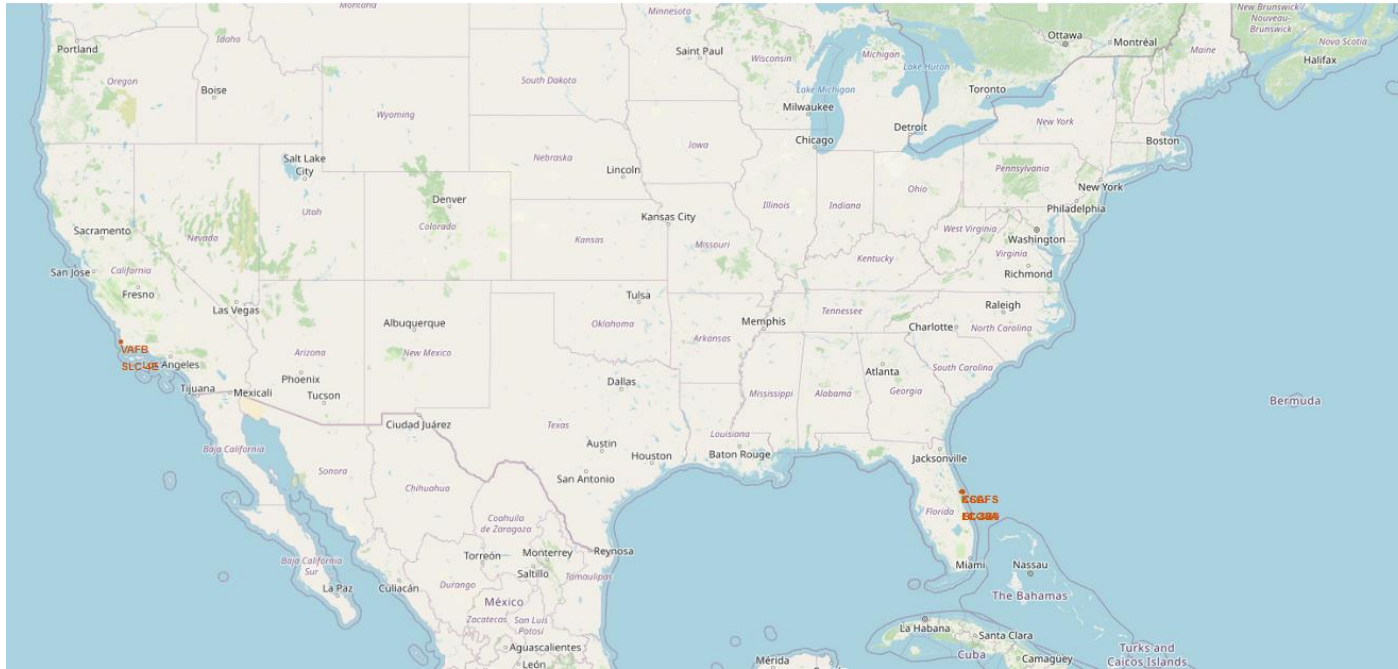 Montana
Minnesota
New Brunswick /
Nouveau-
Brunswick
Portland
Idaho
Saint Paul
Wisconsin
Michigan
Ottawa
Montréal
Maine
Nova Scotia
Halifax
Oregon
Boise
South Dakota
Lake Huron
Wyoming
Lake Michigan
Toronto
Milwaukee
Detroit
New York
Chicago
Boston
Iowa
Salt Lake
City
Nebraska
Lincoln
Pennsylvania
Denver
Ohio
New York
Utah
Illinois
Indiana
Philadelphia
Kansas City
Sacramento
Nevada
Colorado
Kansas
Missouri
West Virginia
Washington
Virginia
San Jose
California
Kentucky
Richmond
Fresno
Las Vegas
Tulsa
Raleigh
Albuquerque
Oklahoma
Memphis
Tennessee
Charlotte
North Carolina
VAFB
Arizona
New Mexico
Arkansas
SLC-4E
Los Angeles
Phoenix
Atlanta
South Carolina
Tijuana
Mexicali
Tucson
Dallas
Mississippi
Alabama
Georgia
Bermuda
Ciudad Juárez
Texas
Louisiana
Baja California
Austin
Houston
Baton Rouge
Jacksonville
Sonora
San Antonio
Chihuahua
CCAFS
Florida
Coahuila
de Zaragoza
Torreón
Monterrey
Reynosa
Baja California
Sur
Saltillo
Tamaulipas
Miami
Nassau
La Paz
Culiacán
Durango
The Bahamas
México
Zacatecas
San Luis
Potosí
La Habana
Santa Clara
Aguascalientes
León
Mérida
Cuba
Camagüey
Turks and
Caicos Islands